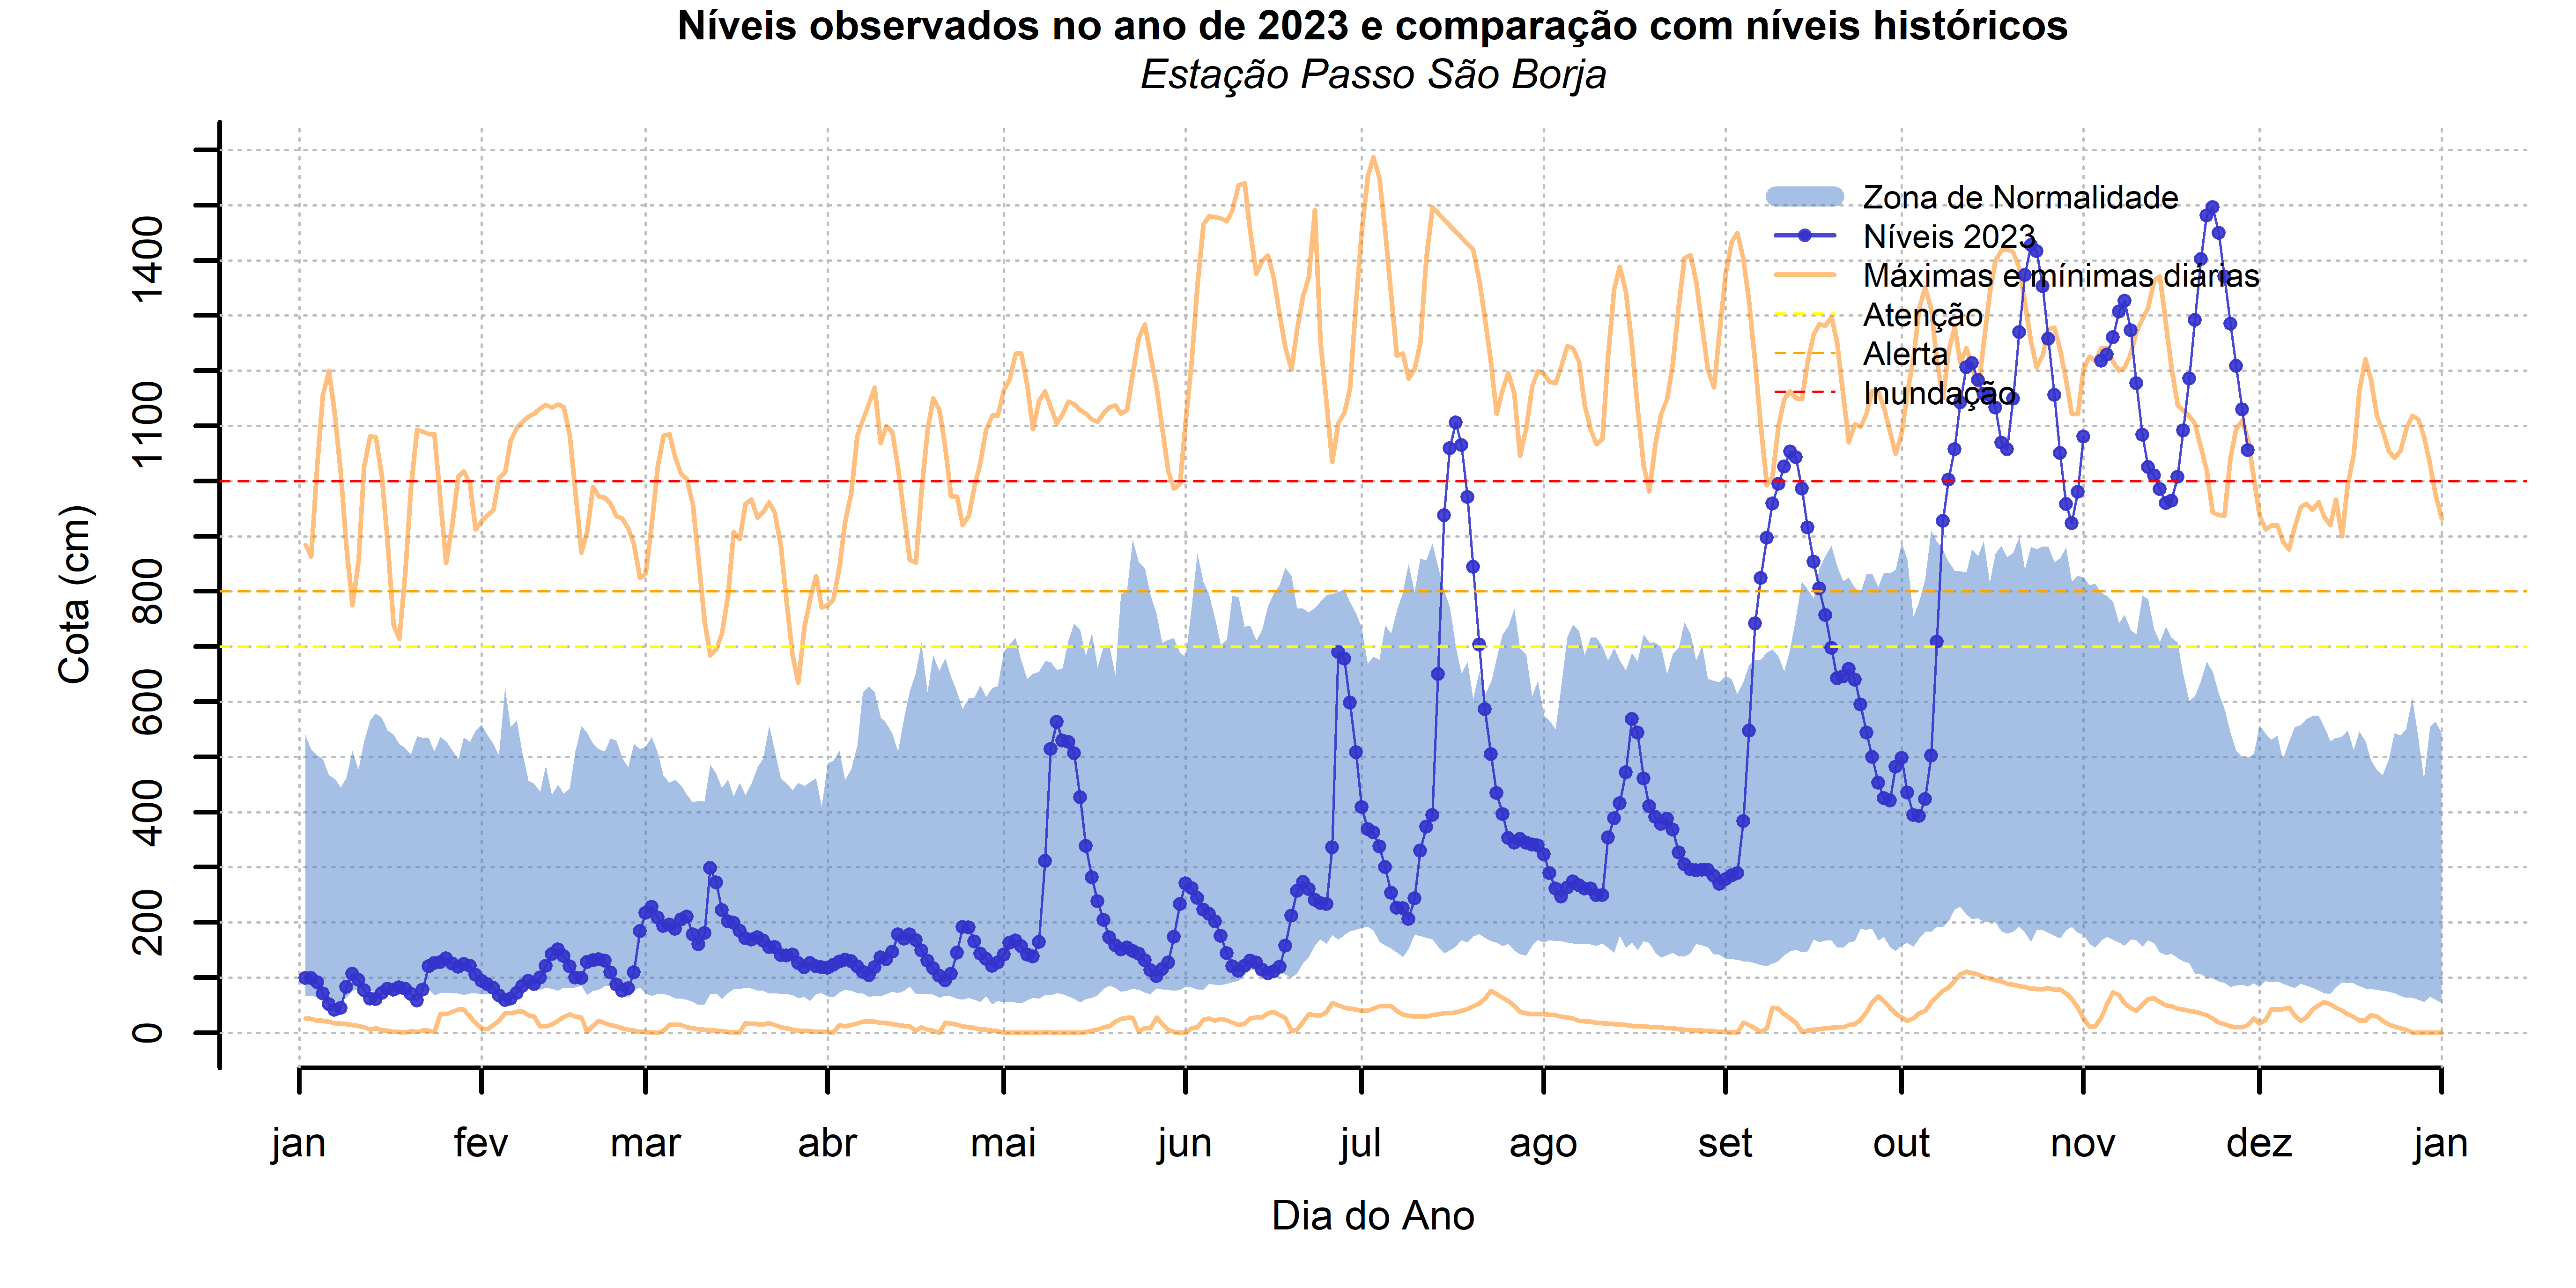 Níveis observados no ano de 2023 e comparação com níveis históricos
Estação Passo São Borja
Zona de Normalidade
Níveis 2023
Máximas e mínimas diárias
Atenção
Alerta
Inundação
Cota (cm)
1400
1100
800
600
400
200
0
jan fev mar abr mai jun jul ago set out nov dez jan
Dia do Ano